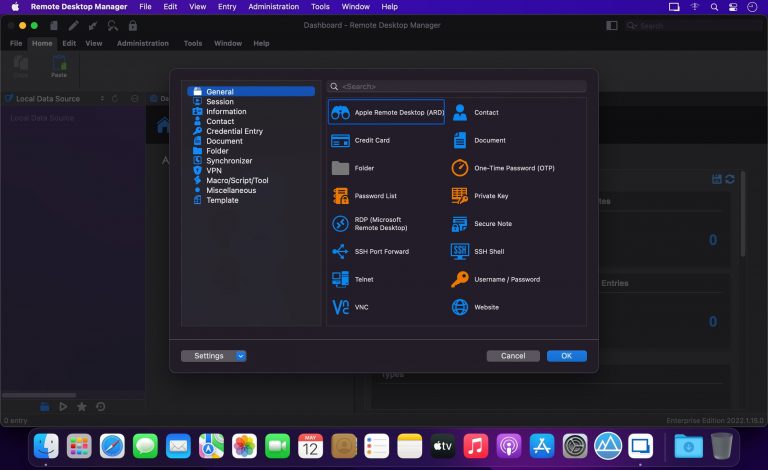 Remote Desktop Manager File Edit View Entry Administration Tools Window Help
Dashboard - Remote Desktop Manager
Search
File Home Edit View Administration Tools Window Help
Copy Paste
Local Data Source
Local Data Source
General
Session
Information
Contact
Credential Entry
Document
Folder
Synchronizer
VPN
Macro/Script/Tool
Miscellaneous
Template
<Search>
Apple Remote Desktop (ARD) Contact
Credit Card Document
Folder One-Time Password (OTP)
Password List Private Key
RDP (Microsoft
Remote Desktop)
Secure Note
SSH Port Forward SSH Shell
Telnet Username / Password
VNC Website
0
Entries
0
Types
Settings Cancel OK
0 entry
Enterprise Edition 2022.1.15.0
MAY
12
tv